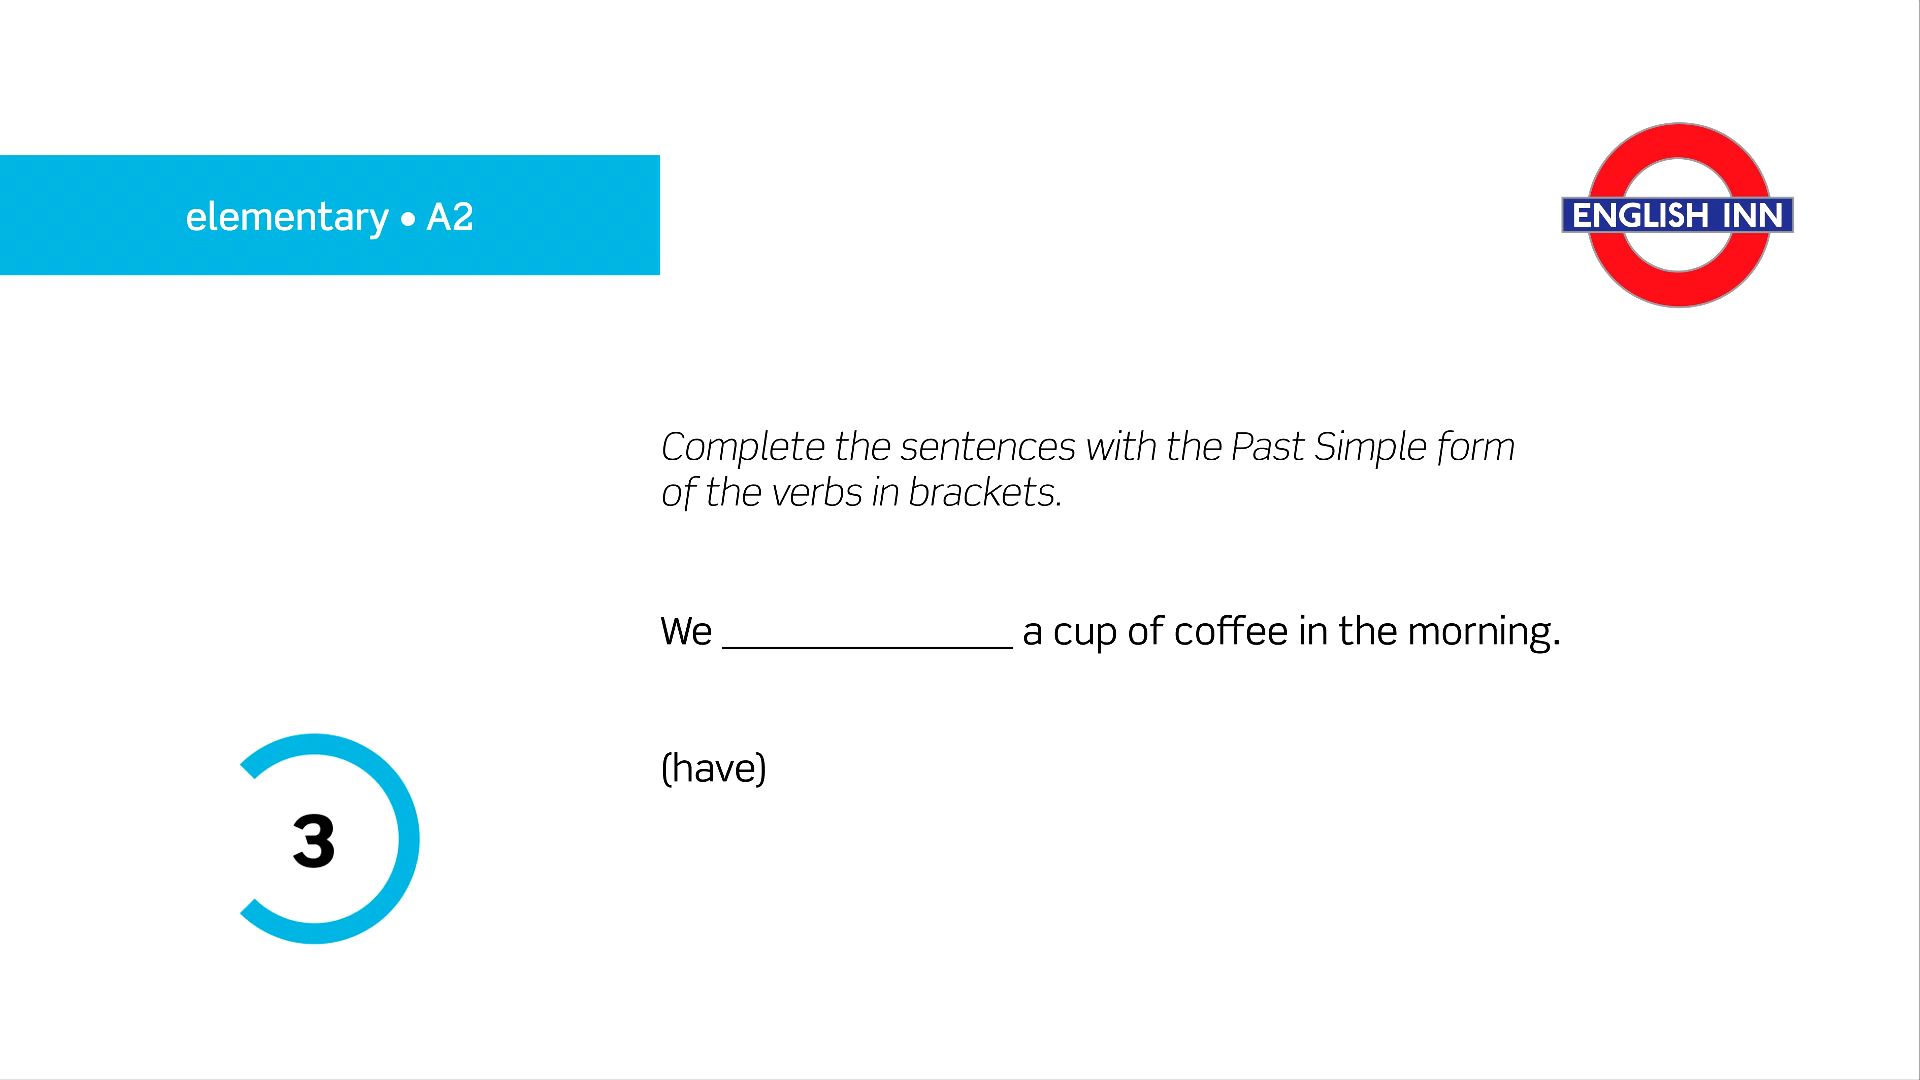 elementary • A2
ENGLISH INN
Complete the sentences with the Past Simple form
of the verbs in brackets.
We ______________ a cup of coffee in the morning.
(have)
3